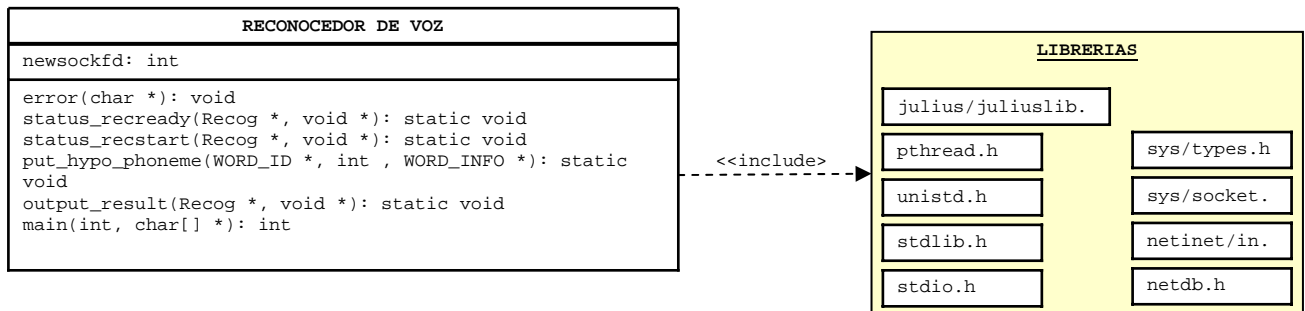 RECONOCEDOR DE VOZ
newsockfd: int
error(char *): void
status_recready(Recog *, void *): static void
status_recstart(Recog *, void *): static void
put_hypo_phoneme(WORD_ID *, int , WORD_INFO *): static
void
output_result(Recog *, void *): static void
main(int, char[] *): int
<<include>
LIBRERIAS
julius/juliuslib.
pthread.h
unistd.h
stdlib.h
stdio.h
sys/types.h
sys/socket.
netinet/in.
netdb.h